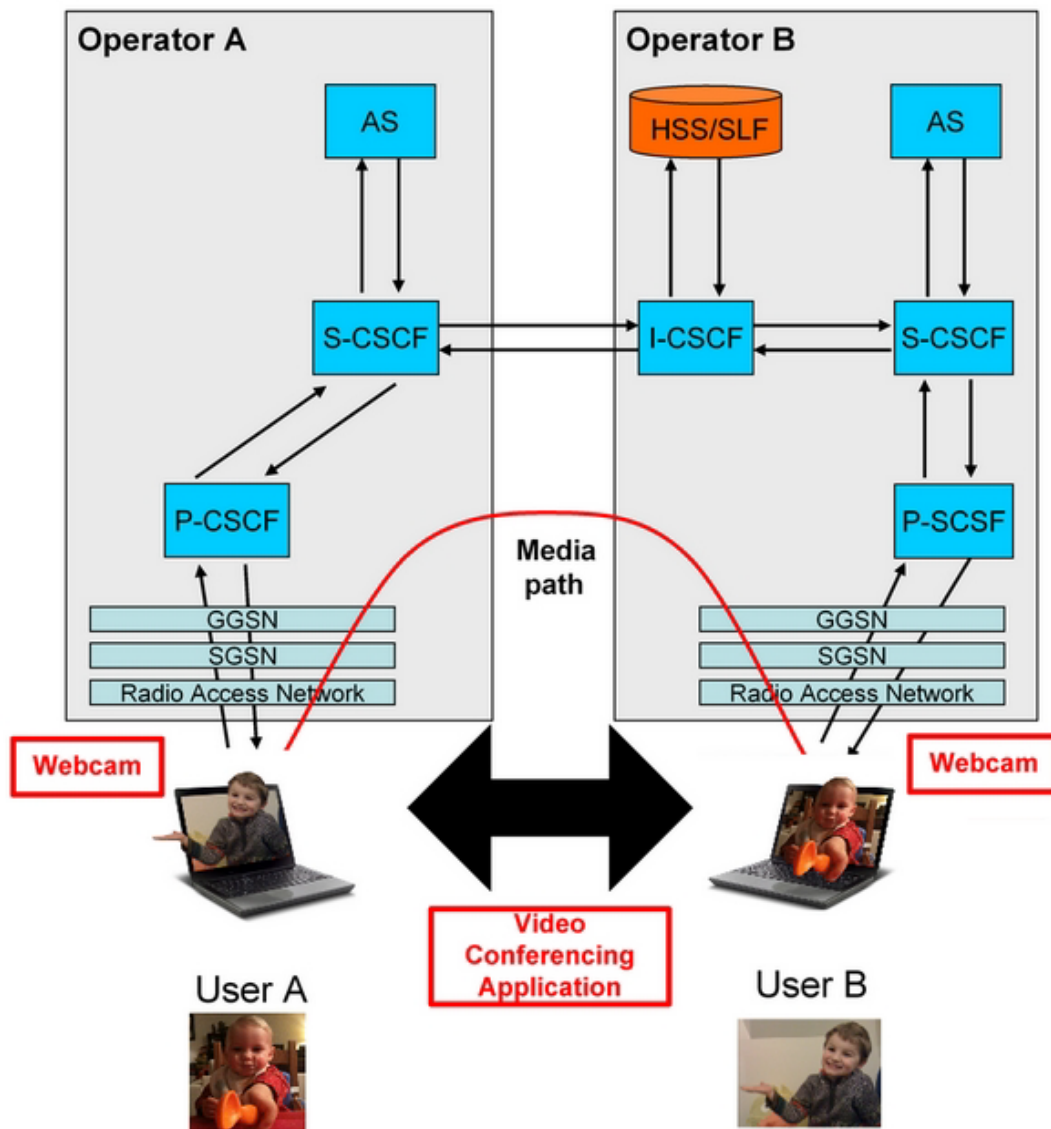 Operator A
Operator B
AS
HSS/SLF
AS
S-CSCF
I-CSCF
S-CSCF
P-CSCF
P-SCSF
Media
path
GGSN
GGSN
SGSN
SGSN
Radio Access Network
Radio Access Network
Webcam
Webcam
Video
Conferencing
Application
User A
User B